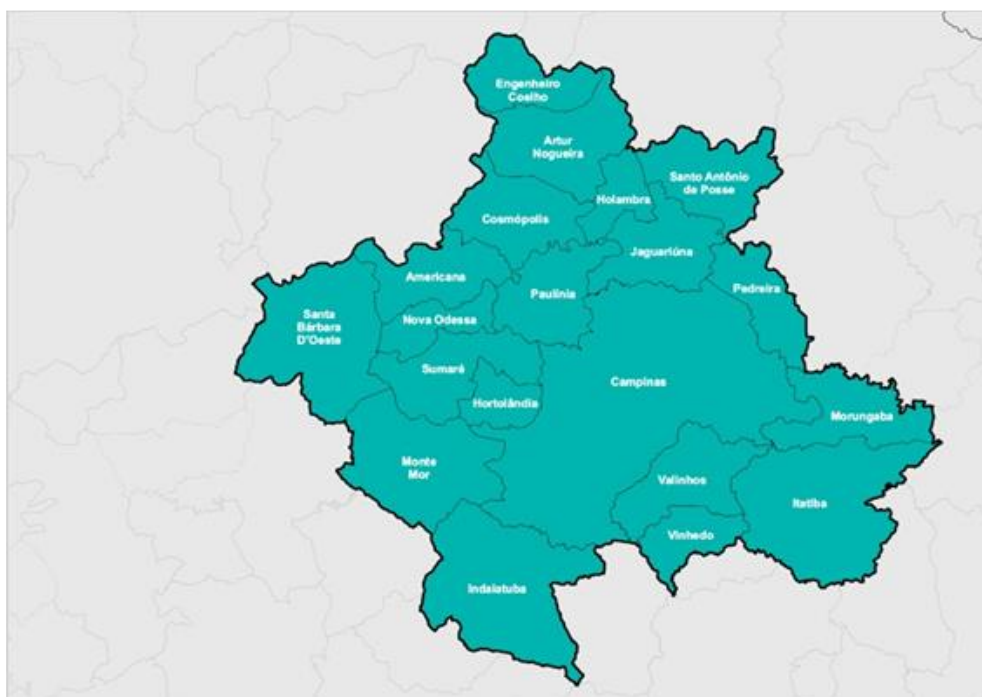 Engenheiro
Coelho
Artur
Nogueira
Santo Antônio
de Posse
Holambra
Cosmópolis
Jaguariúna
Americana
Pedreira
Paulínia
Santa
Bárbara
D'Oeste
Nova Odessa
Sumaré
Campinas
Hortolândia
Morungaba
Monte
Mor
Valinhos
Itatiba
Vinhedo
Indaiatuba